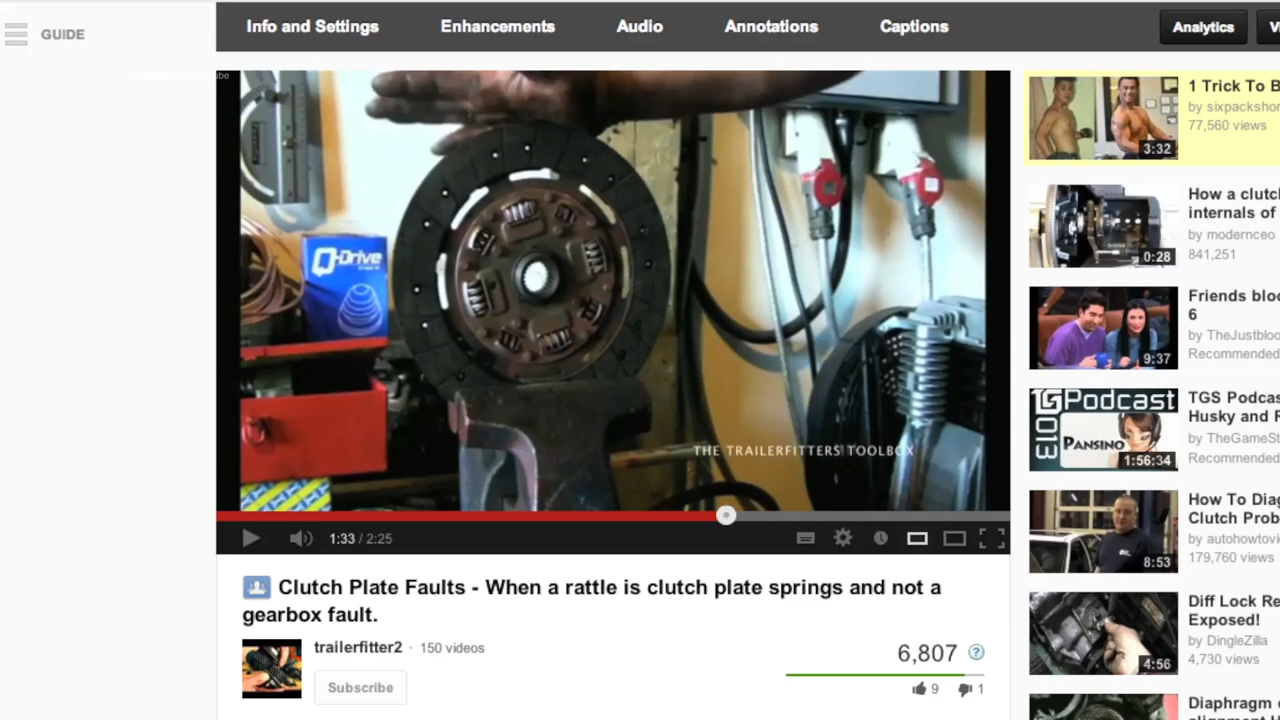 Info and Settings
Enhancements
Audio
Annotations
Captions
Analytics
GUIDE
Q-Drive
THE TRAILERFITTERS TOOLBOX
1:33 / 2:25
Clutch Plate Faults - When a rattle is clutch plate springs and not a
gearbox fault.
trailerfitter2 · 150 videos
Subscribe
6,807
?
9
1
3:32
1 Trick To B
by sixpackshor
77,560 views
0:28
How a clutc
internals of
by modernceo
841,251
9:37
Friends bloo
6
by TheJustbloo
Recommended
TGS Podcast
013
PANSINO
1:56:34
TGS Podcas
Husky and F
by TheGameSt
Recommended
8:53
How To Diag
Clutch Prob
by autohowtovi
179,760 views
4:56
Diff Lock Re
Exposed!
by DingleZilla
4,730 views
Diaphragm